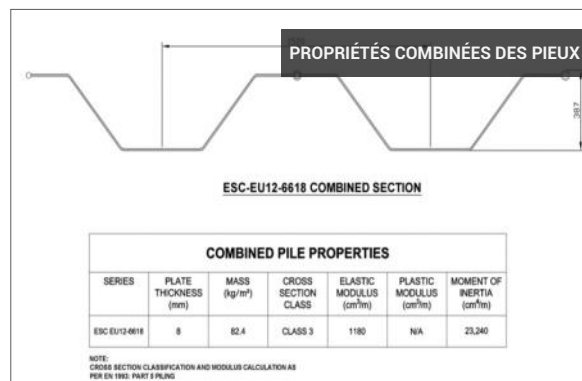 PROPRIÉTÉS COMBINÉES DES PIEUX
387
ESC-EU12-6618 COMBINED SECTION
COMBINED PILE PROPERTIES
SERIES PLATE THICKNESS (mm) MASS (kg/m²) CROSS SECTION CLASS ELASTIC MODULUS (cm³/m) PLASTIC MODULUS (cm³/m) MOMENT OF INERTIA (cm⁴/m)
ESC EU12-6618 8 82.4 CLASS 3 1180 N/A 23,240
NOTE:
CROSS SECTION CLASSIFICATION AND MODULUS CALCULATION AS
PER EN 1993: PART 5 PILING